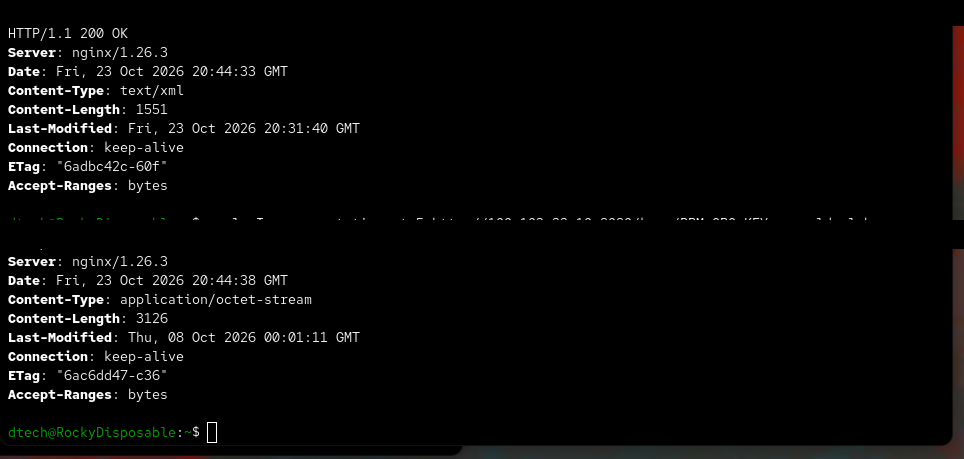 HTTP/1.1 200 OK
Server: nginx/1.26.3
Date: Fri, 23 Oct 2026 20:44:33 GMT
Content-Type: text/xml
Content-Length: 1551
Last-Modified: Fri, 23 Oct 2026 20:31:40 GMT
Connection: keep-alive
ETag: "6adbc42c-60f"
Accept-Ranges: bytes
dtech@RockyDisposable:~$
Server: nginx/1.26.3
Date: Fri, 23 Oct 2026 20:44:38 GMT
Content-Type: application/octet-stream
Content-Length: 3126
Last-Modified: Thu, 08 Oct 2026 00:01:11 GMT
Connection: keep-alive
ETag: "6ac6dd47-c36"
Accept-Ranges: bytes
dtech@RockyDisposable:~$